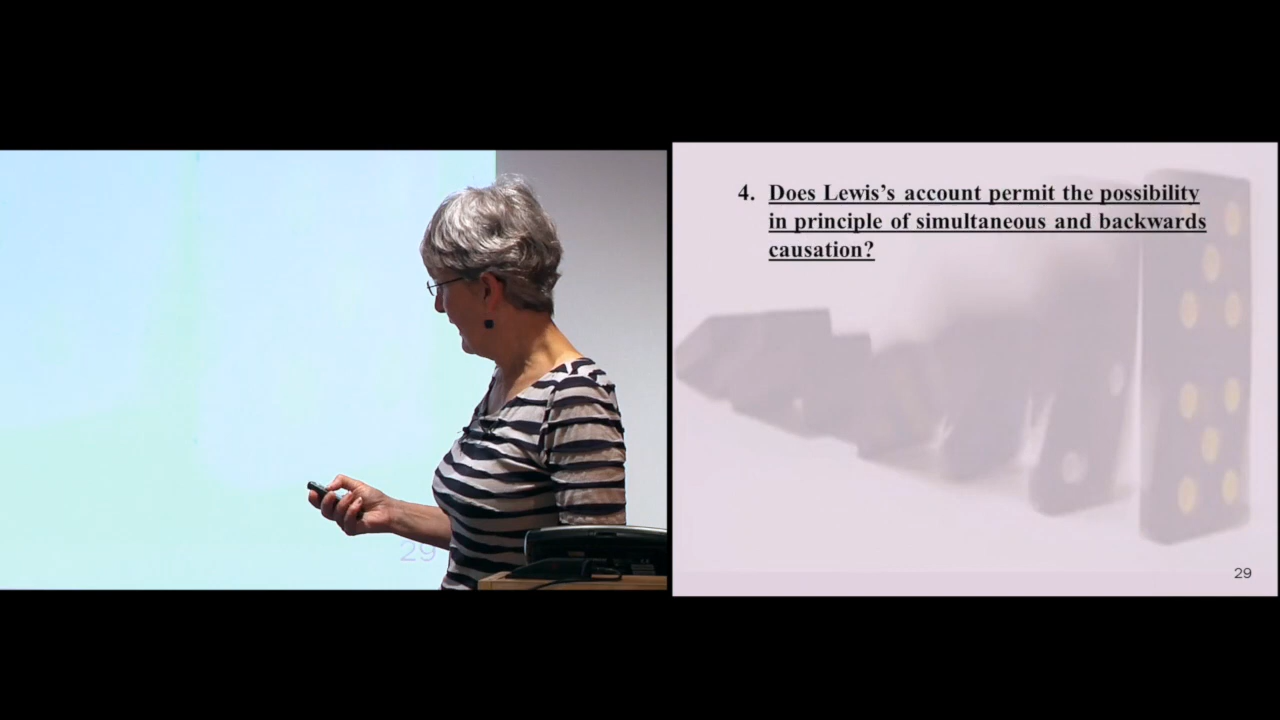 4. Does Lewis's account permit the possibility
in principle of simultaneous and backwards
causation?
29
29